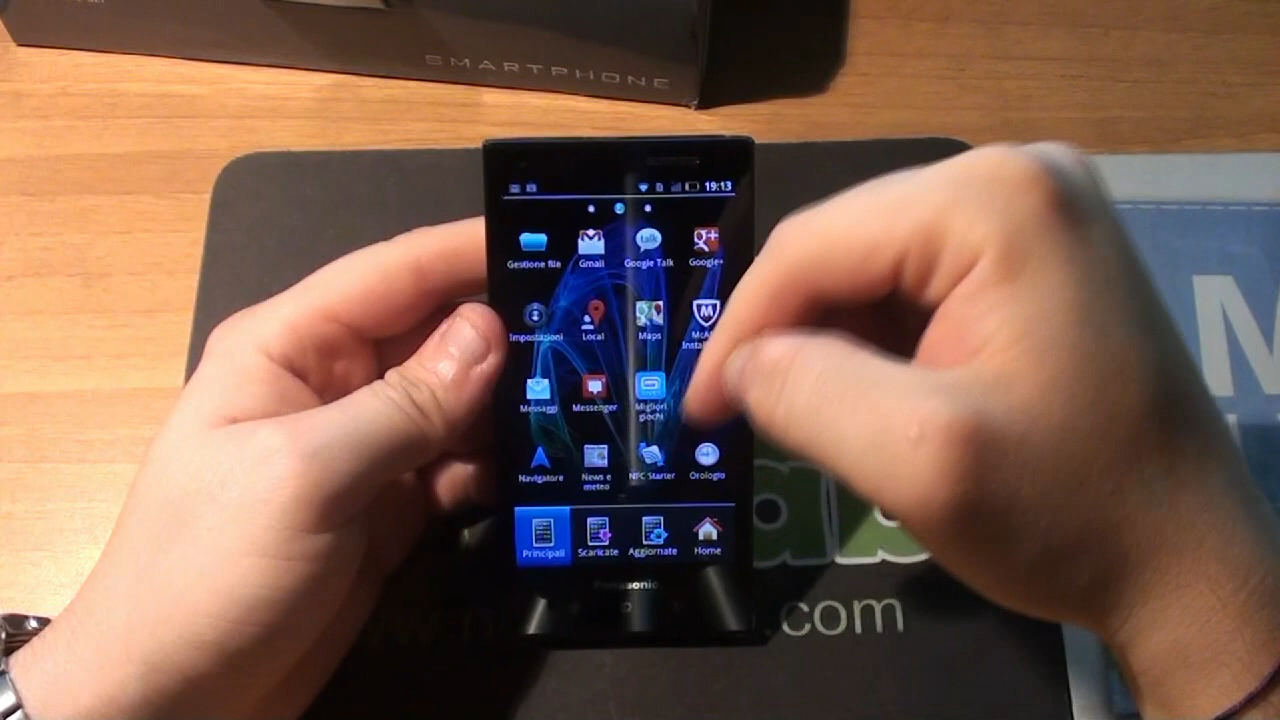 SMARTPHONE
19:13
talk
Gestione file
Gmail
Google Talk
Google+
Impostazioni
Local
Maps
Messaggi
Messenger
Migliori
giochi
Navigatore
News e
meteo
NFC Starter
Orologio
Principali
Scaricate
Aggiornate
Home
Panasonic
.com
M